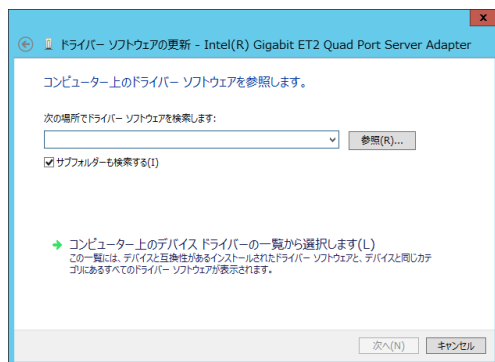 ドライバー ソフトウェアの更新 - Intel(R) Gigabit ET2 Quad Port Server Adapter
コンピューター上のドライバー ソフトウェアを参照します。
次の場所でドライバー ソフトウェアを検索します:
参照(R)...
サブフォルダーも検索する(I)
コンピューター上のデバイス ドライバーの一覧から選択します(L)
この一覧には、デバイスと互換性があるインストールされたドライバー ソフトウェアと、デバイスと同じカテ
ゴリにあるすべてのドライバー ソフトウェアが表示されます。
次へ(N)
キャンセル